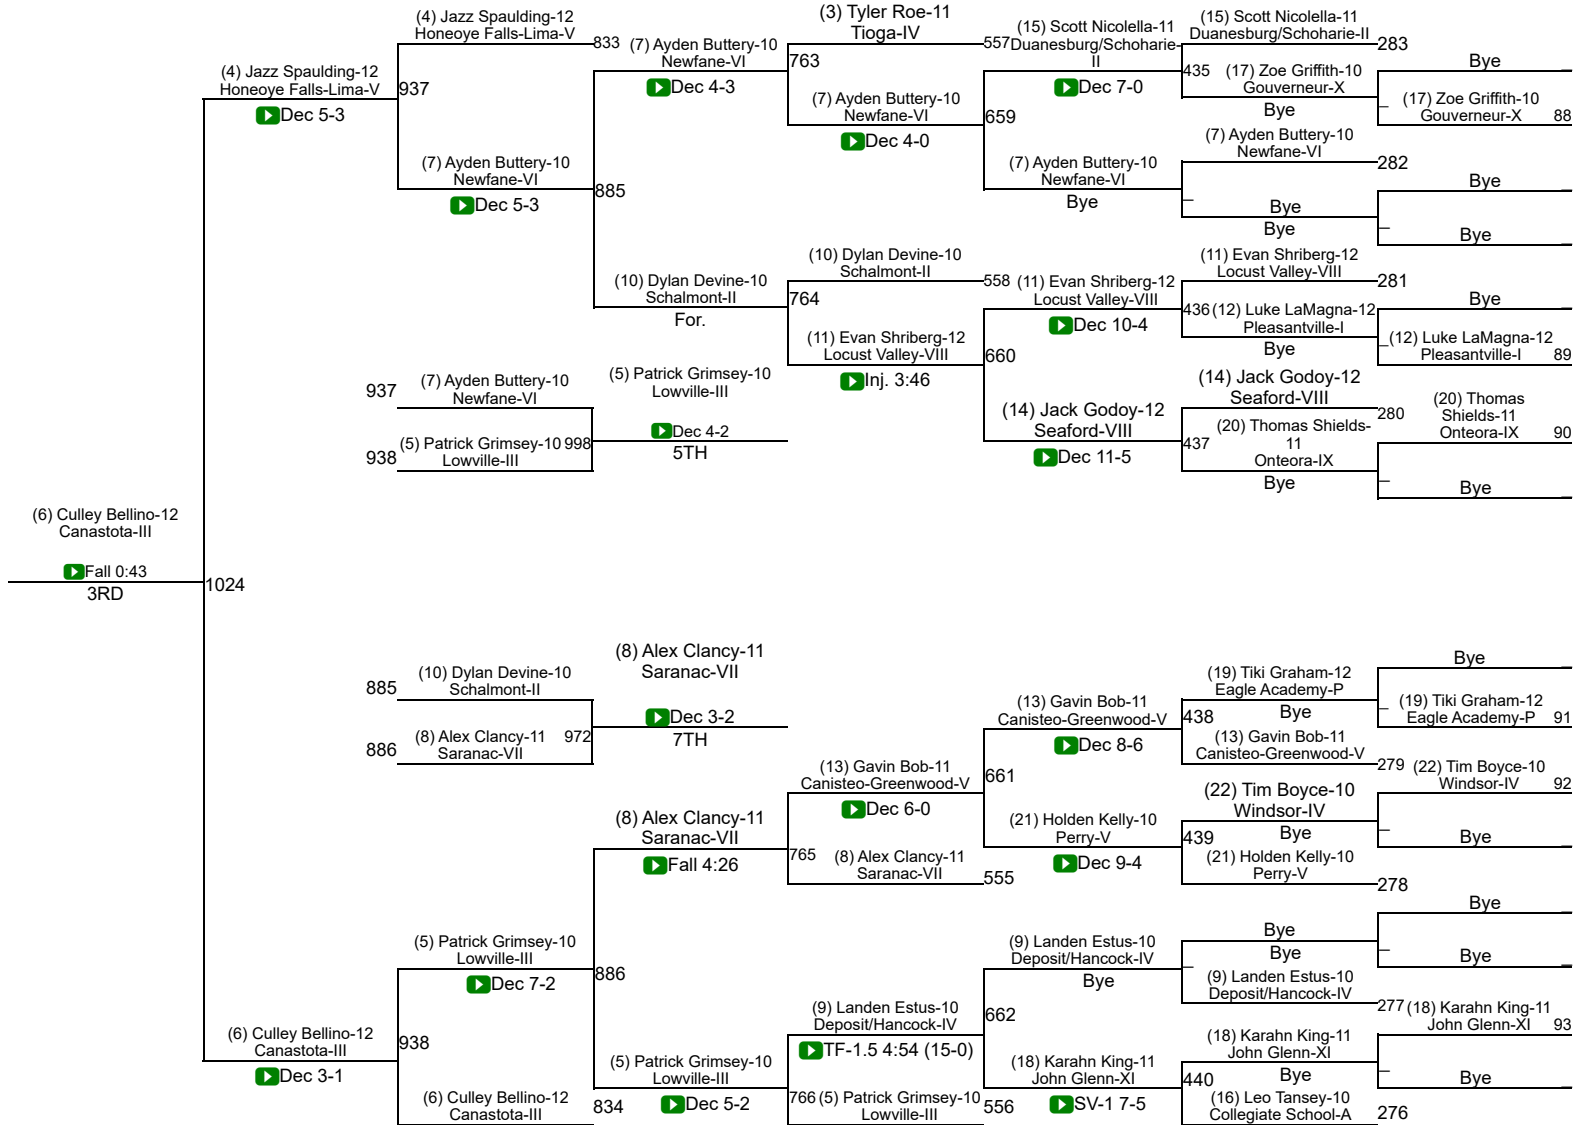 (4) Jazz Spaulding-12
Honeoye Falls-Lima-V
833
(7) Ayden Buttery-10
Newfane-VI
Dec 4-3
(3) Tyler Roe-11
Tioga-IV
557
763
(15) Scott Nicolella-11
Duanesburg/Schoharie-
II
Dec 7-0
(15) Scott Nicolella-11
Duanesburg/Schoharie-II
283
435
(17) Zoe Griffith-10
Gouverneur-X
Bye
Bye
(17) Zoe Griffith-10
Gouverneur-X
88
(4) Jazz Spaulding-12
Honeoye Falls-Lima-V
Dec 5-3
937
(7) Ayden Buttery-10
Newfane-VI
Dec 4-0
659
(7) Ayden Buttery-10
Newfane-VI
282
(7) Ayden Buttery-10
Newfane-VI
Dec 5-3
885
(7) Ayden Buttery-10
Newfane-VI
Bye
Bye
Bye
Bye
Bye
(10) Dylan Devine-10
Schalmont-II
For.
(10) Dylan Devine-10
Schalmont-II
558
764
(11) Evan Shriberg-12
Locust Valley-VIII
Dec 10-4
(11) Evan Shriberg-12
Locust Valley-VIII
281
436
(12) Luke LaMagna-12
Pleasantville-I
Bye
Bye
(12) Luke LaMagna-12
Pleasantville-I
89
(11) Evan Shriberg-12
Locust Valley-VIII
Inj. 3:46
660
937
(7) Ayden Buttery-10
Newfane-VI
938
(5) Patrick Grimsey-10
Lowville-III
998
(5) Patrick Grimsey-10
Lowville-III
Dec 4-2
5TH
(14) Jack Godoy-12
Seaford-VIII
Dec 11-5
(14) Jack Godoy-12
Seaford-VIII
280
437
(20) Thomas Shields-
11
Onteora-IX
Bye
(20) Thomas
Shields-11
Onteora-IX
90
Bye
(6) Culley Bellino-12
Canastota-III
Fall 0:43
3RD
1024
885
(10) Dylan Devine-10
Schalmont-II
886
(8) Alex Clancy-11
Saranac-VII
972
(8) Alex Clancy-11
Saranac-VII
Dec 3-2
7TH
(13) Gavin Bob-11
Canisteo-Greenwood-V
Dec 8-6
(19) Tiki Graham-12
Eagle Academy-P
Bye
438
(13) Gavin Bob-11
Canisteo-Greenwood-V
279
Bye
(19) Tiki Graham-12
Eagle Academy-P
91
(13) Gavin Bob-11
Canisteo-Greenwood-V
Dec 6-0
661
(22) Tim Boyce-10
Windsor-IV
Bye
(22) Tim Boyce-10
Windsor-IV
92
Bye
(8) Alex Clancy-11
Saranac-VII
Fall 4:26
765
(8) Alex Clancy-11
Saranac-VII
555
(21) Holden Kelly-10
Perry-V
Dec 9-4
439
(21) Holden Kelly-10
Perry-V
278
(5) Patrick Grimsey-10
Lowville-III
Dec 7-2
886
(9) Landen Estus-10
Deposit/Hancock-IV
Bye
Bye
Bye
(9) Landen Estus-10
Deposit/Hancock-IV
277
Bye
Bye
(6) Culley Bellino-12
Canastota-III
Dec 3-1
938
(9) Landen Estus-10
Deposit/Hancock-IV
TF-1.5 4:54 (15-0)
662
(18) Karahn King-11
John Glenn-XI
Bye
(18) Karahn King-11
John Glenn-XI
93
Bye
(6) Culley Bellino-12
Canastota-III
834
(5) Patrick Grimsey-10
Lowville-III
Dec 5-2
766
(5) Patrick Grimsey-10
Lowville-III
556
(18) Karahn King-11
John Glenn-XI
SV-1 7-5
440
(16) Leo Tansey-10
Collegiate School-A
276